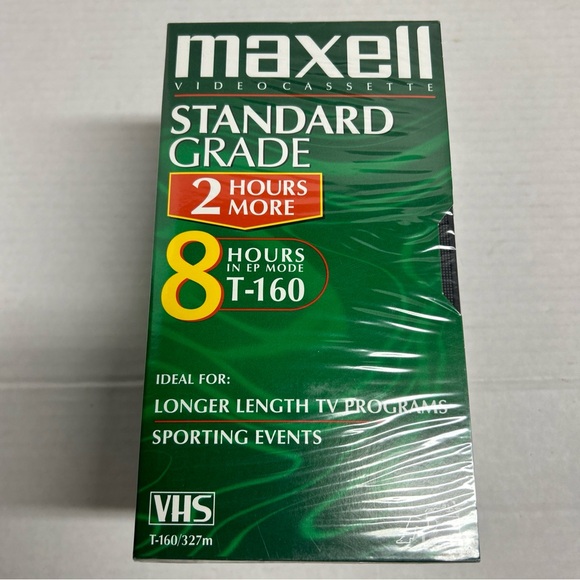 maxell
VIDEOCASSETTE
STANDARD
GRADE
2 HOURS
MORE
8 HOURS
IN EP MODE
T-160
IDEAL FOR:
LONGER LENGTH TV PROGRAMS
SPORTING EVENTS
VHS
T-160/327m